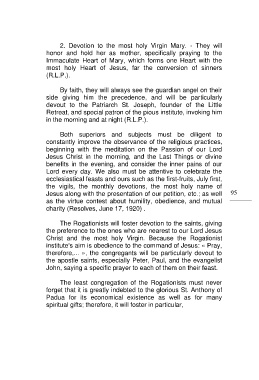 2. Devotion to the most holy Virgin Mary. - They will
honor and hold her as mother, specifically praying to the
Immaculate Heart of Mary, which forms one Heart with the
most holy Heart of Jesus, far the conversion of sinners
(R.L.P.).
By faith, they will always see the guardian angel on their
side giving him the precedence, and will be particularly
devout to the Patriarch St. Joseph, founder of the Little
Retreat, and special patron of the pious institute, invoking him
in the morning and at night (R.L.P.).
Both superiors and subjects must be diligent to
constantly improve the observance of the religious practices,
beginning with the meditation on the Passion of our Lord
Jesus Christ in the morning, and the Last Things or divine
benefits in the evening, and consider the inner pains of our
Lord every day. We also must be attentive to celebrate the
ecclesiastical feasts and ours such as the first-fruits, July first,
the vigils, the monthly devotions, the most holy name of
Jesus along with the presentation of our petition, etc.; as well
as the virtue contest about humility, obedience, and mutual
charity (Resolves, June 17, 1920) .
95
The Rogationists will foster devotion to the saints, giving
the preference to the ones who are nearest to our Lord Jesus
Christ and the most holy Virgin. Because the Rogationist
institute's aim is obedience to the command of Jesus: « Pray,
therefore,... », the congregants will be particularly devout to
the apostle saints, especially Peter, Paul, and the evangelist
John, saying a specific prayer to each of them on their feast.
The least congregation of the Rogationists must never
forget that it is greatly indebted to the glorious St. Anthony of
Padua for its economical existence as well as for many
spiritual gifts; therefore, it will foster in particular,